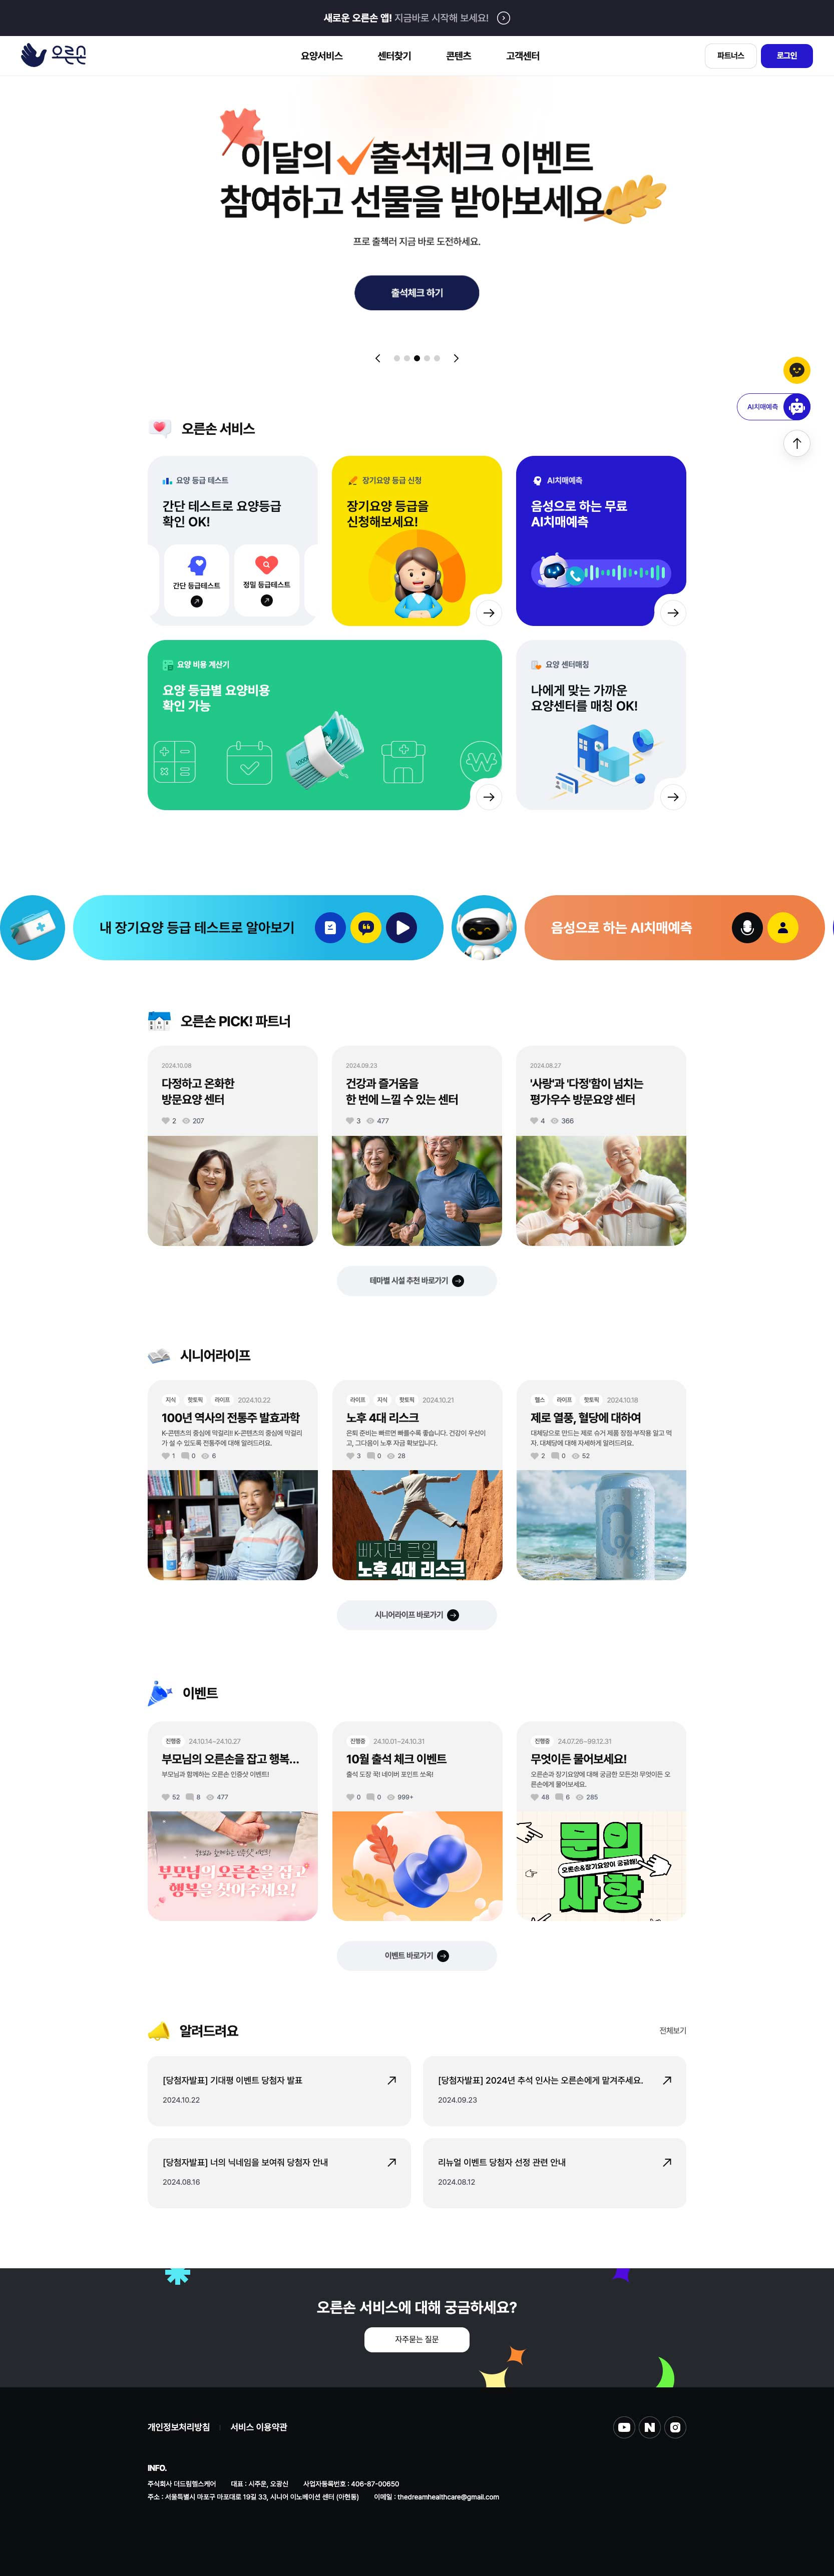 새로운 오른손 앱! 지금바로 시작해 보세요!
오른손
요양서비스 센터찾기 콘텐츠 고객센터
파트너스 로그인
이달의 출석체크 이벤트
참여하고 선물을 받아보세요.
프로 출첵러 지금 바로 도전하세요.
출석체크 하기
AI치매예측
오른손 서비스
요양 등급 테스트
간단 테스트로 요양등급
확인 OK!
간단 등급테스트
정밀 등급테스트
장기요양 등급 신청
장기요양 등급을
신청해보세요!
AI치매예측
음성으로 하는 무료
AI치매예측
요양 비용 계산기
요양 등급별 요양비용
확인 가능
요양 센터매칭
나에게 맞는 가까운
요양센터를 매칭 OK!
내 장기요양 등급 테스트로 알아보기
음성으로 하는 AI치매예측
오른손 PICK! 파트너
2024.10.08
다정하고 온화한
방문요양 센터
2 207
2024.09.23
건강과 즐거움을
한 번에 느낄 수 있는 센터
3 477
2024.08.27
'사랑'과 '다정'함이 넘치는
평가우수 방문요양 센터
4 366
테마별 시설 추천 바로가기
시니어라이프
지식 핫토픽 라이프 2024.10.22
100년 역사의 전통주 발효과학
K-콘텐츠의 중심에 막걸리! K-콘텐츠의 중심에 막걸리
가 설 수 있도록 전통주에 대해 알려드려요.
1 0 6
라이프 지식 핫토픽 2024.10.21
노후 4대 리스크
은퇴 준비는 빠르면 빠를수록 좋습니다. 건강이 우선이
고, 그다음이 노후 자금 확보입니다.
3 0 28
빠지면 큰일
노후 4대 리스크
헬스 라이프 핫토픽 2024.10.18
제로 열풍, 혈당에 대하여
대체당으로 만드는 제로 슈거 제품 장점·부작용 알고 먹
자. 대체당에 대해 자세하게 알려드려요.
2 0 52
0%
시니어라이프 바로가기
이벤트
진행중 24.10.14~24.10.27
부모님의 오른손을 잡고 행복...
부모님과 함께하는 오른손 인증샷 이벤트!
52 8 477
부모님과 함께하는 오른손 인증샷 이벤트!
부모님의 오른손을 잡고
행복을 찻이주세요!
진행중 24.10.01~24.10.31
10월 출석 체크 이벤트
출석 도장 꾹! 네이버 포인트 쏘옥!
0 0 999+
진행중 24.07.26~99.12.31
무엇이든 물어보세요!
오른손과 장기요양에 대해 궁금한 모든것! 무엇이든 오
른손에게 물어보세요.
48 6 285
문의
오른손&장기요양이 궁금해!
사항
이벤트 바로가기
알려드려요
전체보기
[당첨자발표] 기대평 이벤트 당첨자 발표
2024.10.22
[당첨자발표] 2024년 추석 인사는 오른손에게 맡겨주세요.
2024.09.23
[당첨자발표] 너의 닉네임을 보여줘 당첨자 안내
2024.08.16
리뉴얼 이벤트 당첨자 선정 관련 안내
2024.08.12
오른손 서비스에 대해 궁금하세요?
자주묻는 질문
개인정보처리방침 서비스 이용약관
INFO.
주식회사 더드림헬스케어 대표 : 시주운, 오광신 사업자등록번호 : 406-87-00650
주소 : 서울특별시 마포구 마포대로 19길 33, 시니어 이노베이션 센터 (아현동) 이메일 : thedreamhealthcare@gmail.com